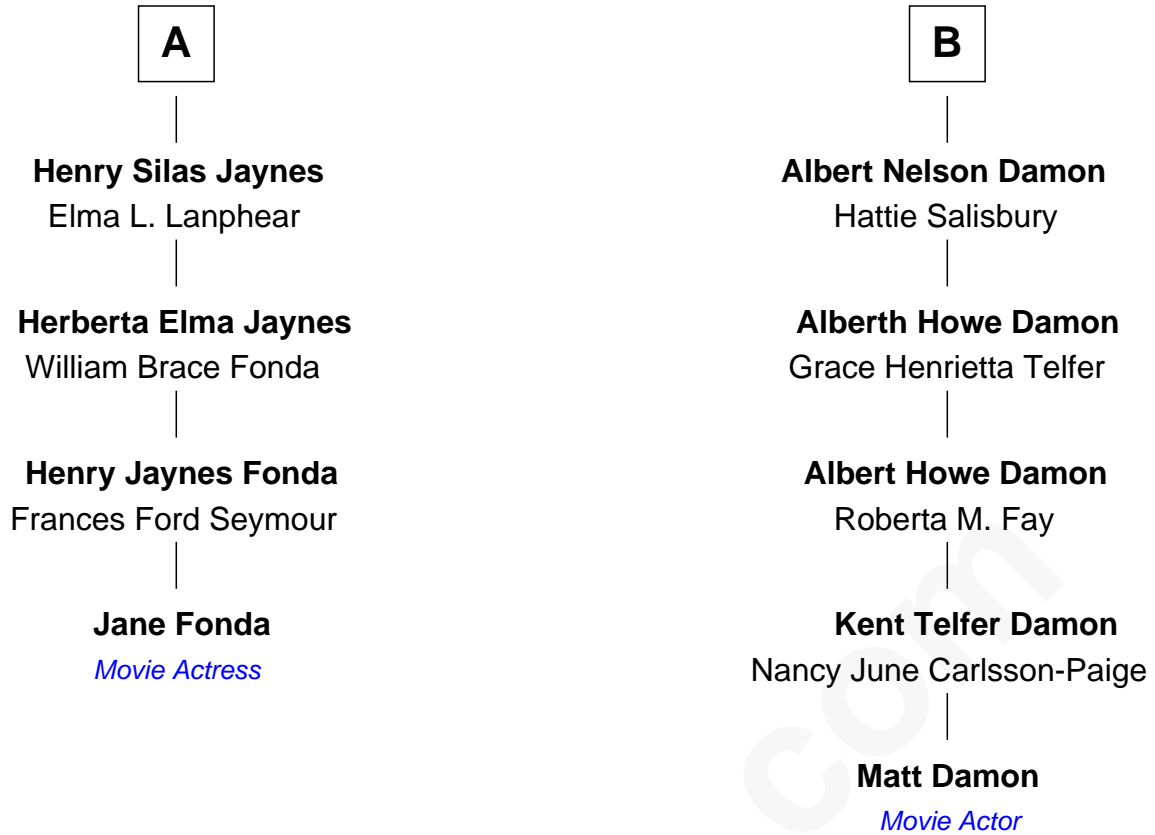 A
Henry Silas Jaynes
Elma L. Lanphear
Herberta Elma Jaynes
William Brace Fonda
Henry Jaynes Fonda
Frances Ford Seymour
Jane Fonda
Movie Actress
B
Albert Nelson Damon
Hattie Salisbury
Alberth Howe Damon
Grace Henrietta Telfer
Albert Howe Damon
Roberta M. Fay
Kent Telfer Damon
Nancy June Carlsson-Paige
Matt Damon
Movie Actor
com